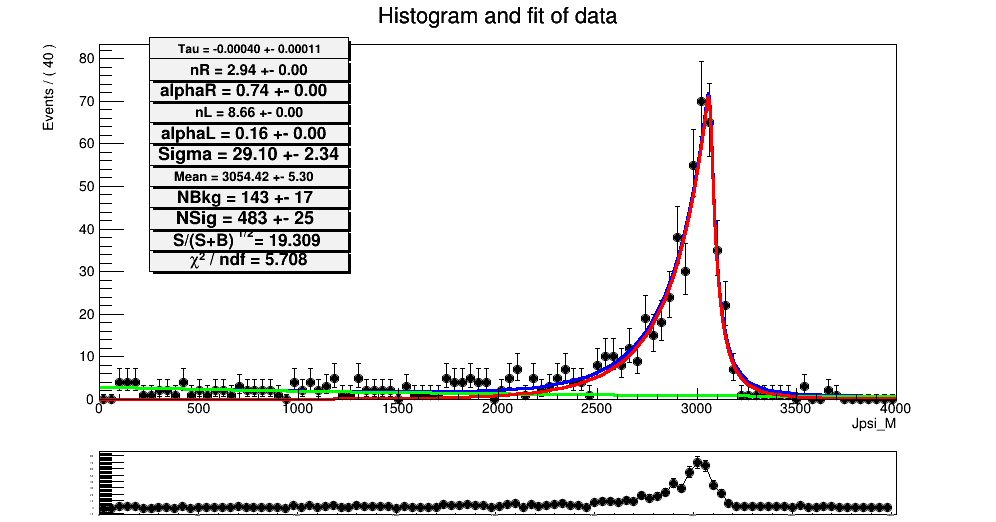 Histogram and fit of data
Events / ( 40 )
80
70
60
50
40
30
20
10
0
Tau = -0.00040 +- 0.00011
nR = 2.94 +- 0.00
alphaR = 0.74 +- 0.00
nL = 8.66 +- 0.00
alphaL = 0.16 +- 0.00
Sigma = 29.10 +- 2.34
Mean = 3054.42 +- 5.30
NBkg = 143 +- 17
NSig = 483 +- 25
S/(S+B) 1/2 = 19.309
χ² / ndf = 5.708
0 500 1000 1500 2000 2500 3000 3500 4000
Jpsi_M